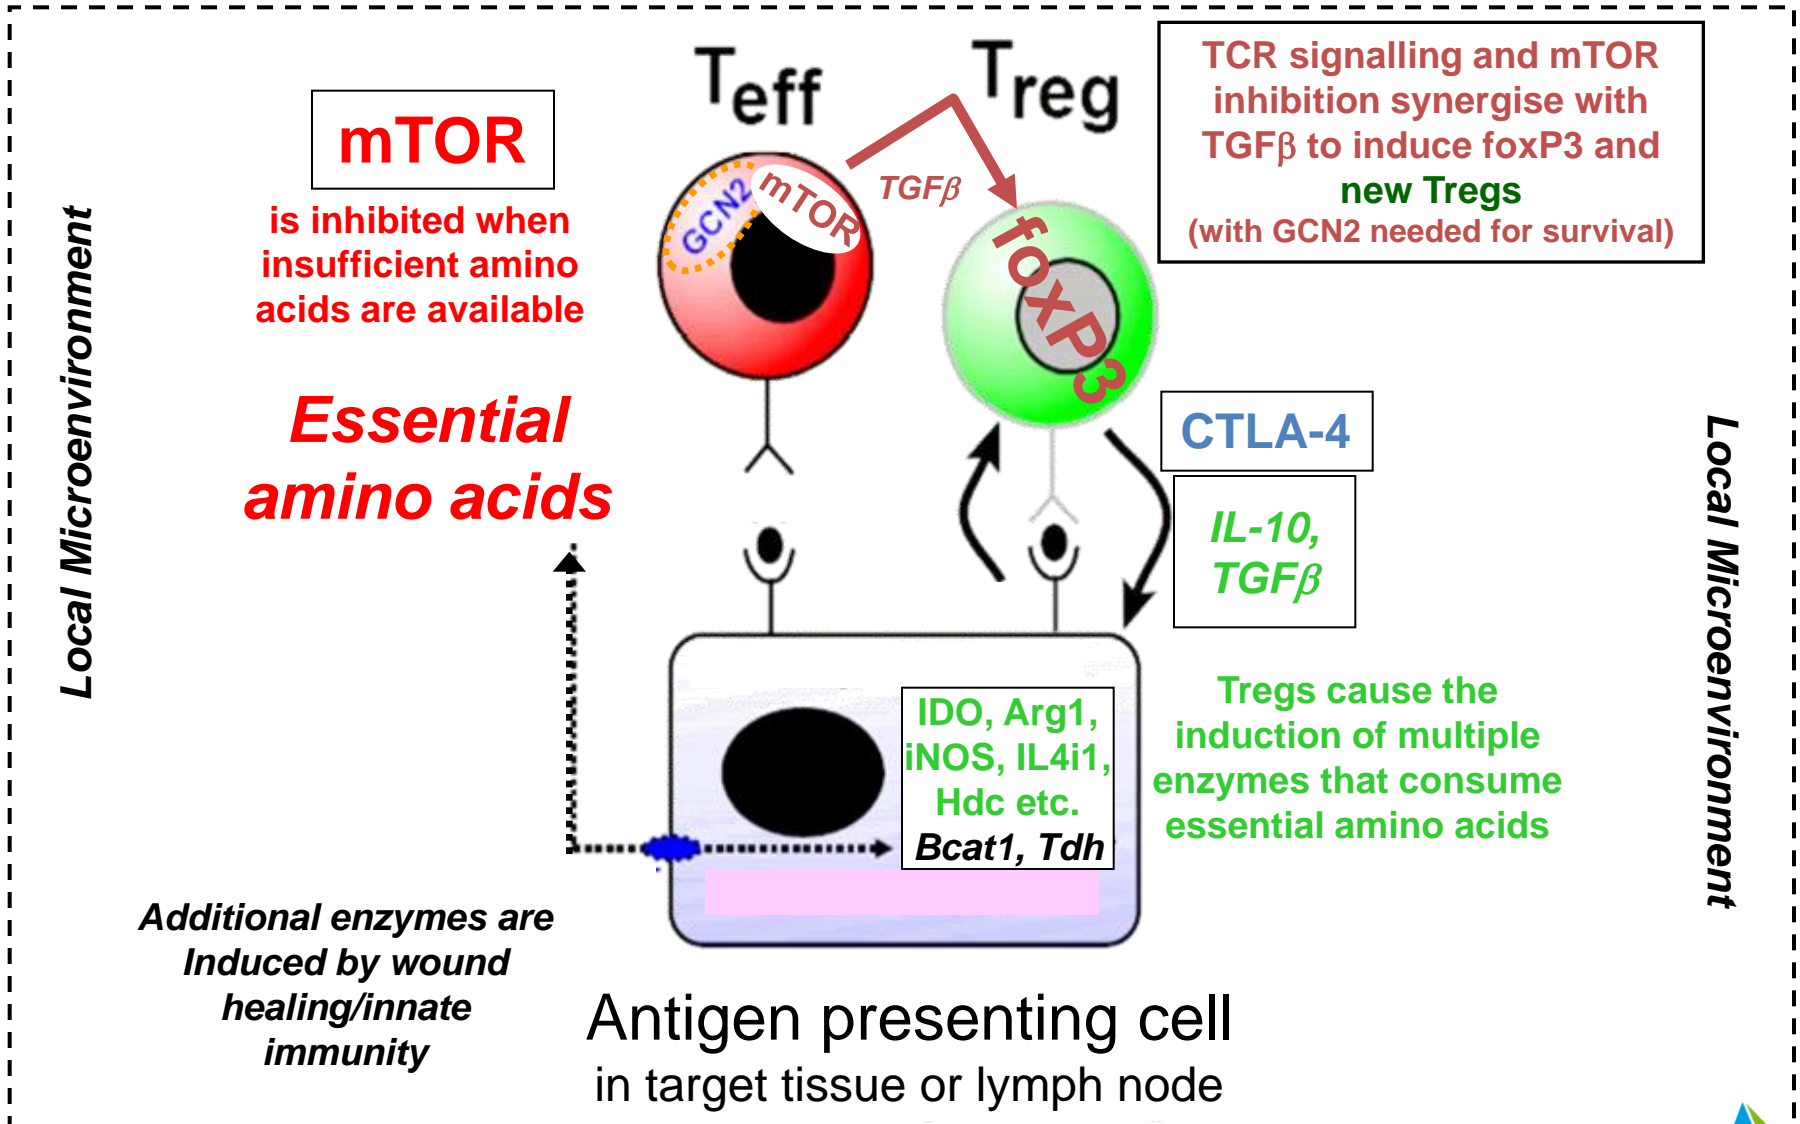 T eff
T reg
TCR signalling and mTOR
inhibition synergise with
TGFβ to induce foxP3 and
new Tregs
(with GCN2 needed for survival)
mTOR
is inhibited when
insufficient amino
acids are available
GCN2
mTOR
TGFβ
foxP3
Local Microenvironment
Essential
amino acids
CTLA-4
IL-10,
TGFβ
Local Microenvironment
IDO, Arg1,
iNOS, IL4i1,
Hdc etc.
Bcat1, Tdh
Tregs cause the
induction of multiple
enzymes that consume
essential amino acids
Additional enzymes are
Induced by wound
healing/innate
immunity
Antigen presenting cell
in target tissue or lymph node